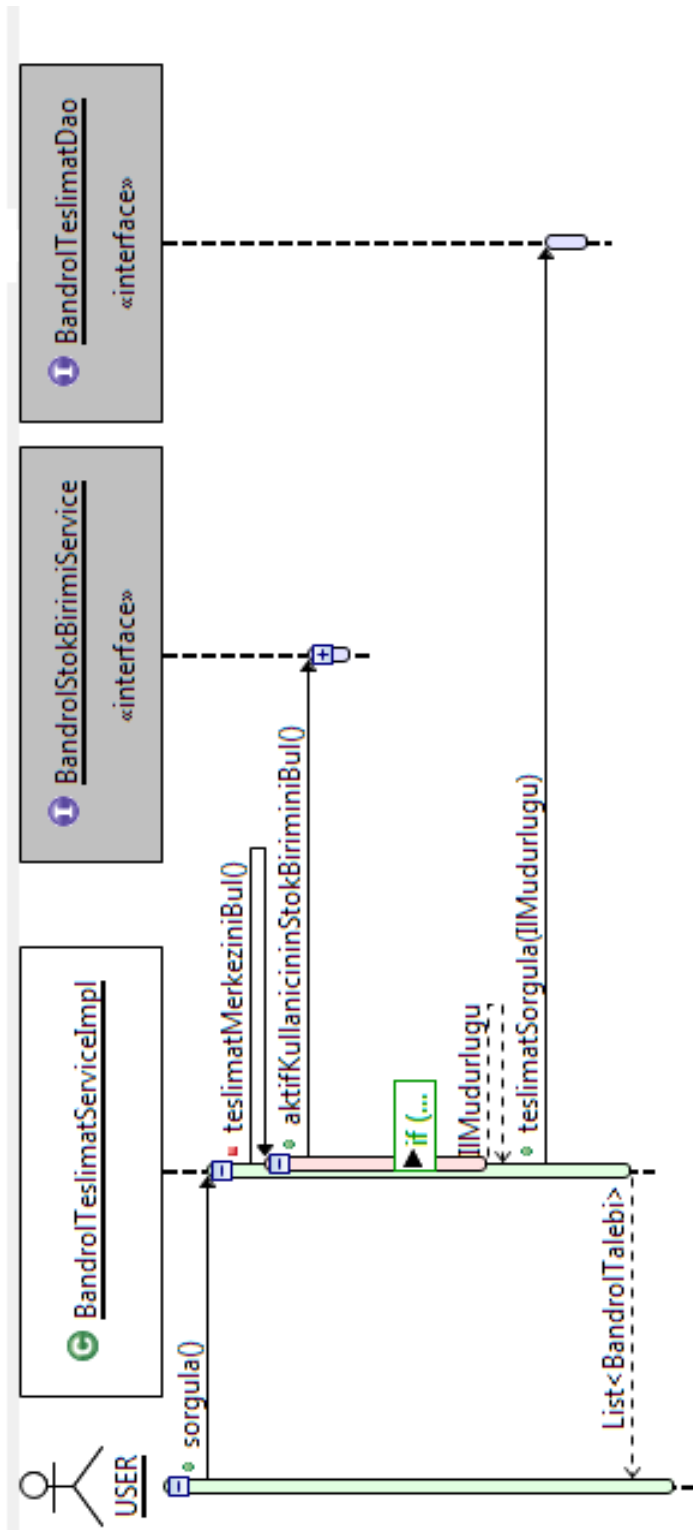 USER
C BandrolTeslimatServiceImpl
I BandrolStokBirimiService
«interface»
I BandrolTeslimatDao
«interface»
sorgula()
teslimatMerkeziniBul()
aktifKullanicininStokBiriminiBul()
if (...
IlMudurlugu
teslimatSorgula(IlMudurlugu)
List<BandrolTalebi>